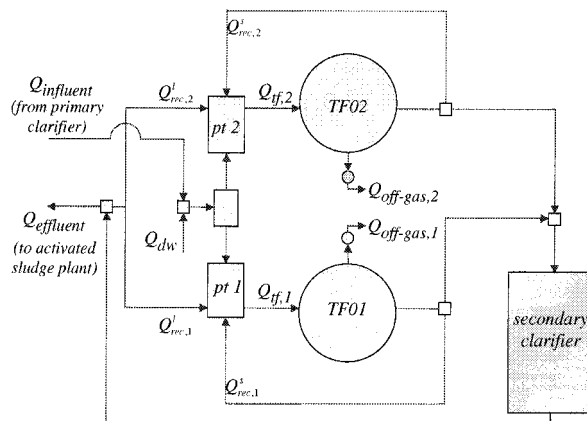 Q^s_rec,2
Q_influent
(from primary
clarifier)
Q^l_rec,2
pt 2
Q_tf,2
TF02
Q_off-gas,2
Q_effluent
(to activated
sludge plant)
Q_dw
Q_off-gas,1
pt 1
Q_tf,1
TF01
Q^l_rec,1
secondary
clarifier
Q^s_rec,1